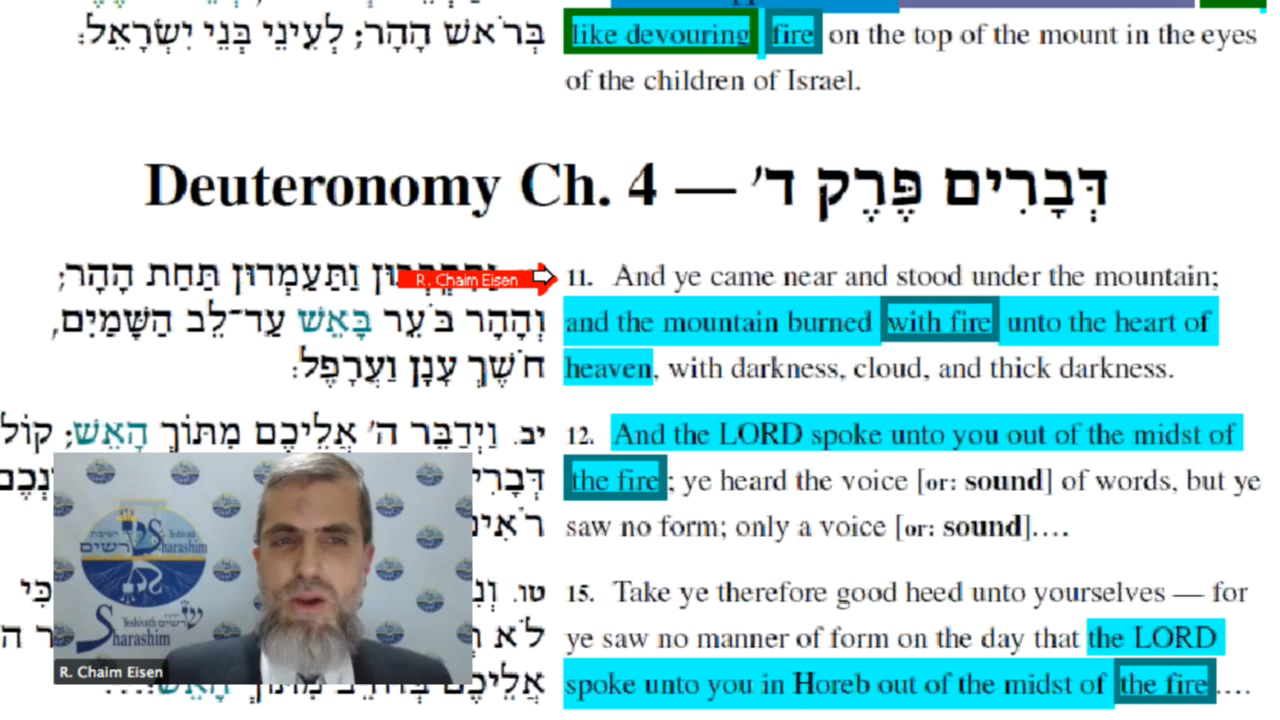 בְּרֹאשׁ הָהָר; לְעֵינֵי בְּנֵי יִשְׂרָאֵל:
like devouring fire on the top of the mount in the eyes
of the children of Israel.
Deuteronomy Ch. 4 — דְּבָרִים פֶּרֶק ד׳
וַתַּעַמְדוּן תַּחַת הָהָר;
וְהָהָר בֹּעֵר בָּאֵשׁ עַד־לֵב הַשָּׁמַיִם,
חֹשֶׁךְ עָנָן וַעֲרָפֶל:
R. Chaim Eisen
11. And ye came near and stood under the mountain;
and the mountain burned with fire unto the heart of
heaven, with darkness, cloud, and thick darkness.
יב. וַיְדַבֵּר ה׳ אֲלֵיכֶם מִתּוֹךְ הָאֵשׁ; קוֹל
12. And the LORD spoke unto you out of the midst of
the fire; ye heard the voice [or: sound] of words, but ye
saw no form; only a voice [or: sound]....
טו.
כִּי
לֹא
15. Take ye therefore good heed unto yourselves — for
ye saw no manner of form on the day that the LORD
spoke unto you in Horeb out of the midst of the fire....
ישיבת שרשים
Yeshivath Sharashim
Yeshivath
Sharashim
R. Chaim Eisen